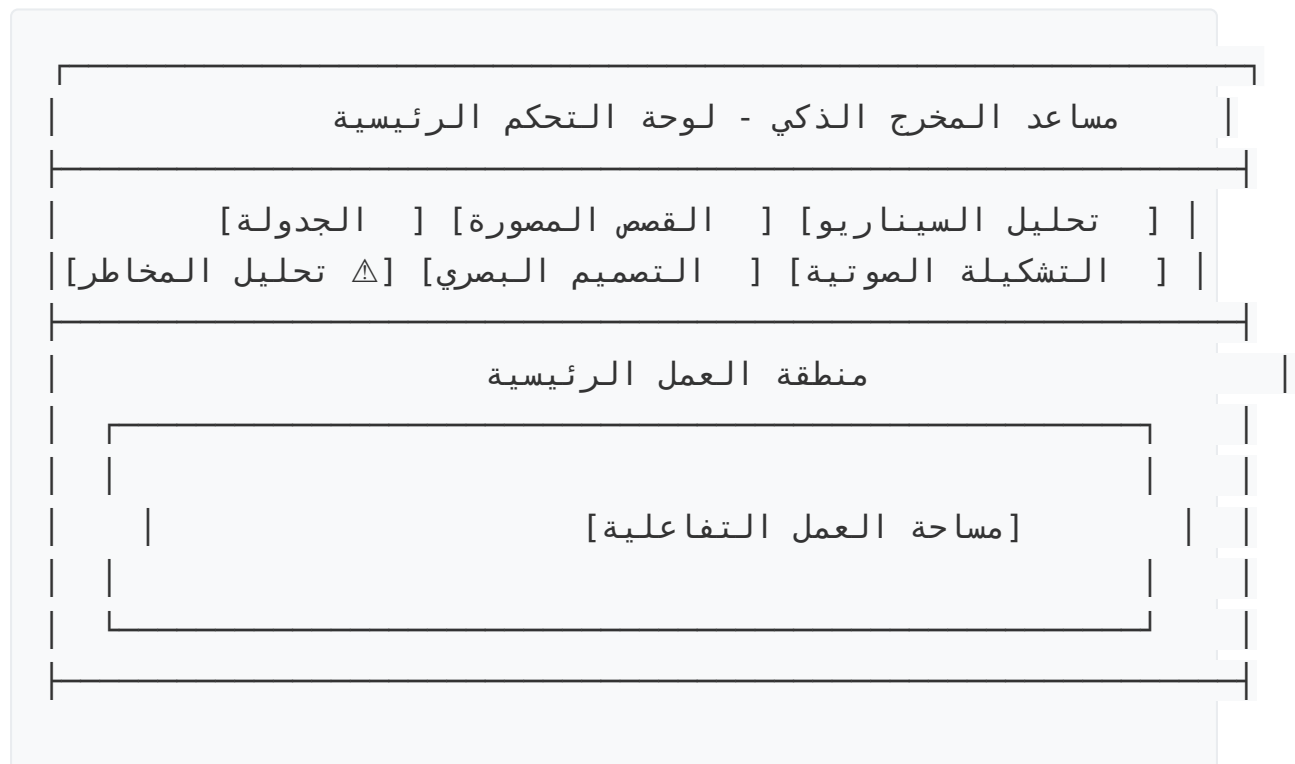 مساعد المخرج الذكي - لوحة التحكم الرئيسية
[ تحليل السيناريو] [ القصص المصورة] [ الجدولة]
[ التشكيلة الصوتية] [ التصميم البصري] [⚠ تحليل المخاطر]
منطقة العمل الرئيسية
[مساحة العمل التفاعلية]